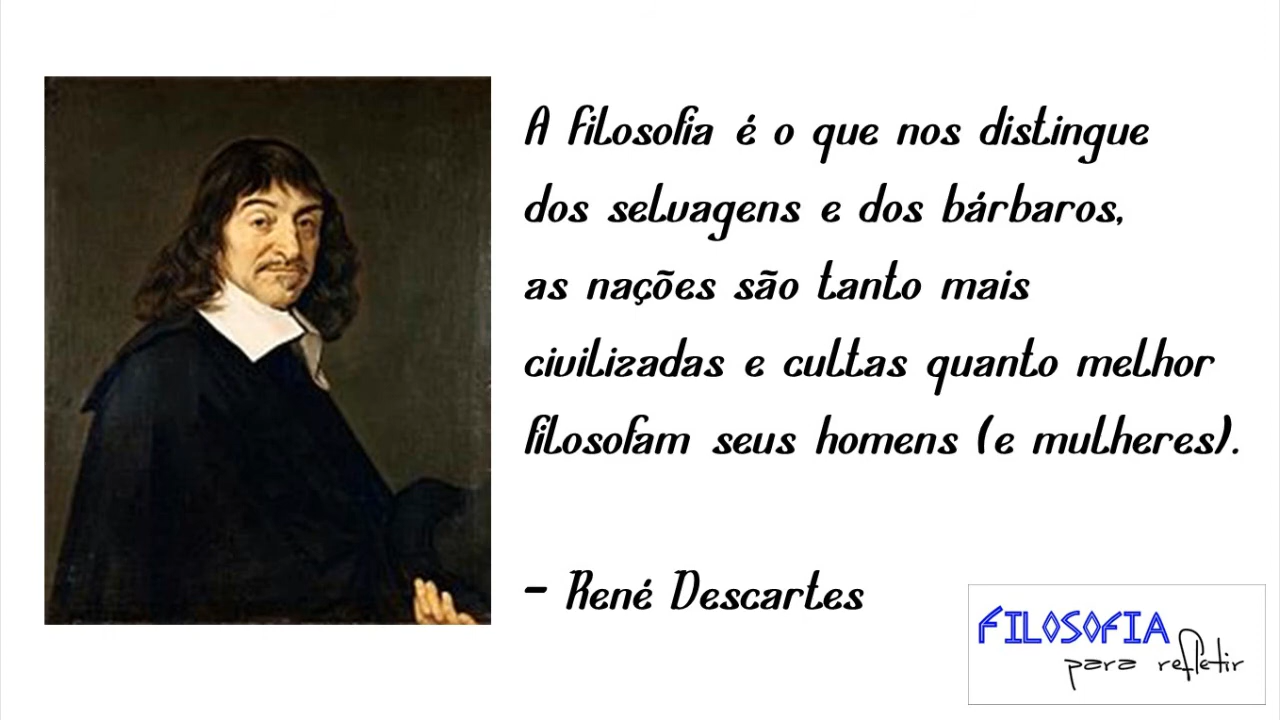 A filosofia é o que nos distingue
dos selvagens e dos bárbaros,
as nações são tanto mais
civilizadas e cultas quanto melhor
filosofam seus homens (e mulheres).
- René Descartes
FILOSOFIA
para refletir